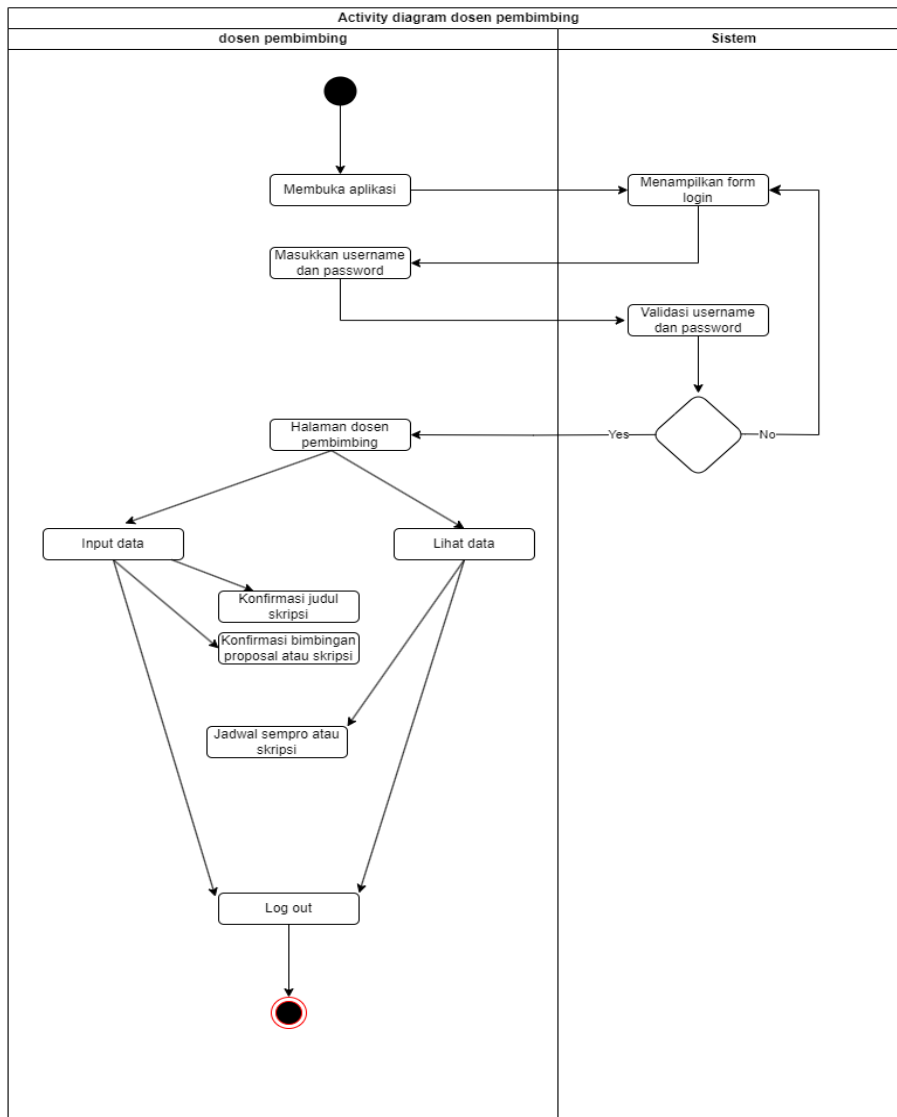 Activity diagram dosen pembimbing
dosen pembimbing
Sistem
Membuka aplikasi
Menampilkan form
login
Masukkan username
dan password
Validasi username
dan password
Halaman dosen
pembimbing
Yes
No
Input data
Lihat data
Konfirmasi judul
skripsi
Konfirmasi bimbingan
proposal atau skripsi
Jadwal sempro atau
skripsi
Log out